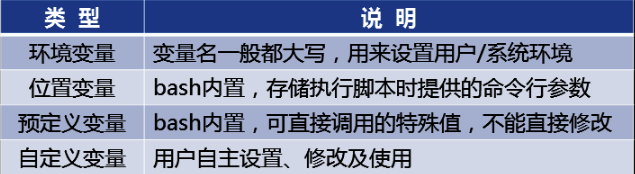 类 型 说 明
环境变量 变量名一般都大写，用来设置用户/系统环境
位置变量 bash内置，存储执行脚本时提供的命令行参数
预定义变量 bash内置，可直接调用的特殊值，不能直接修改
自定义变量 用户自主设置、修改及使用